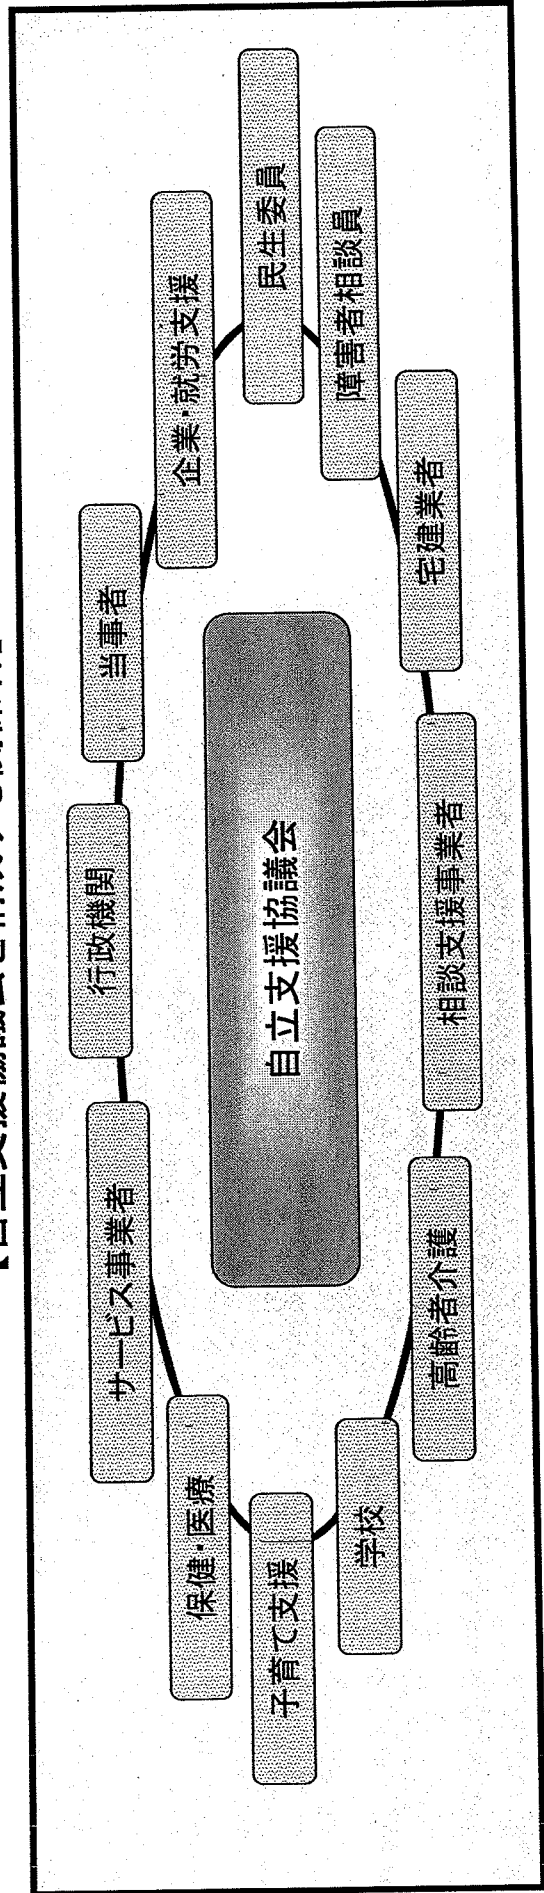 行政機関
サービス事業者
当事者
保健・医療
企業・就労支援
子育て支援
自立支援協議会
民生委員
学校
障害者相談員
高齢者介護
相談支援事業者
宅建業者